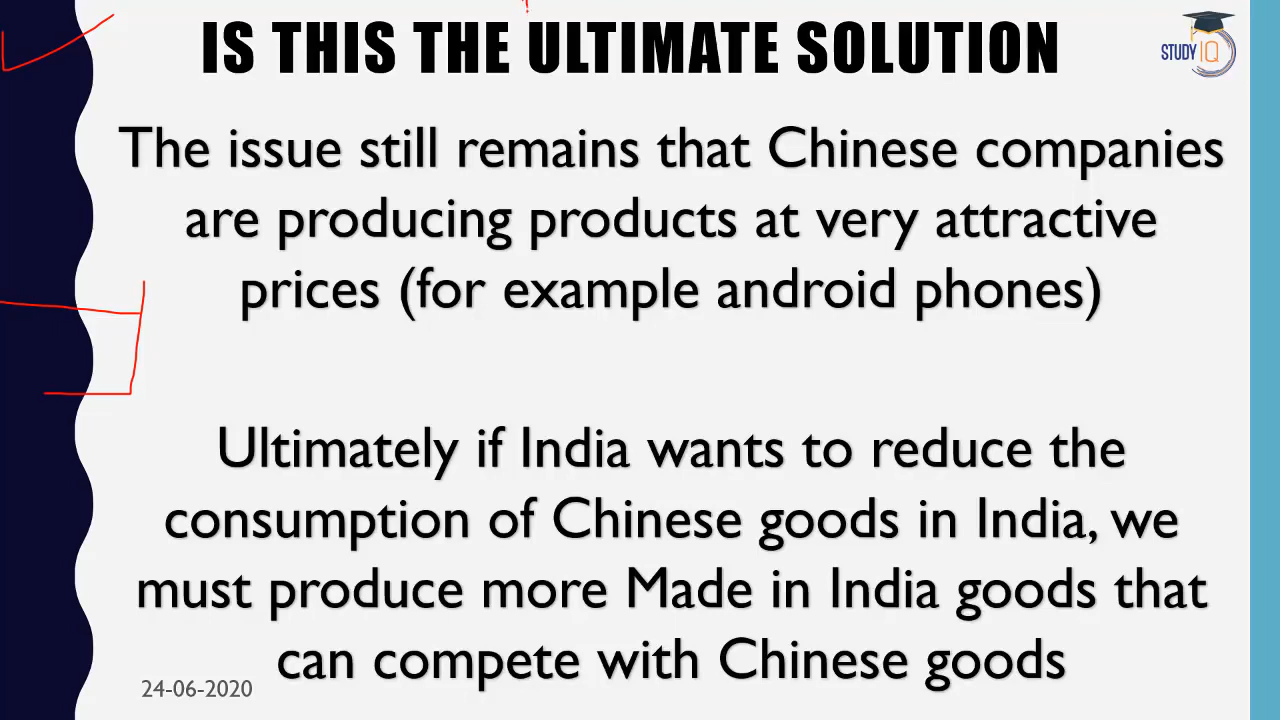 IS THIS THE ULTIMATE SOLUTION
STUDY IQ
The issue still remains that Chinese companies
are producing products at very attractive
prices (for example android phones)
Ultimately if India wants to reduce the
consumption of Chinese goods in India, we
must produce more Made in India goods that
can compete with Chinese goods
24-06-2020